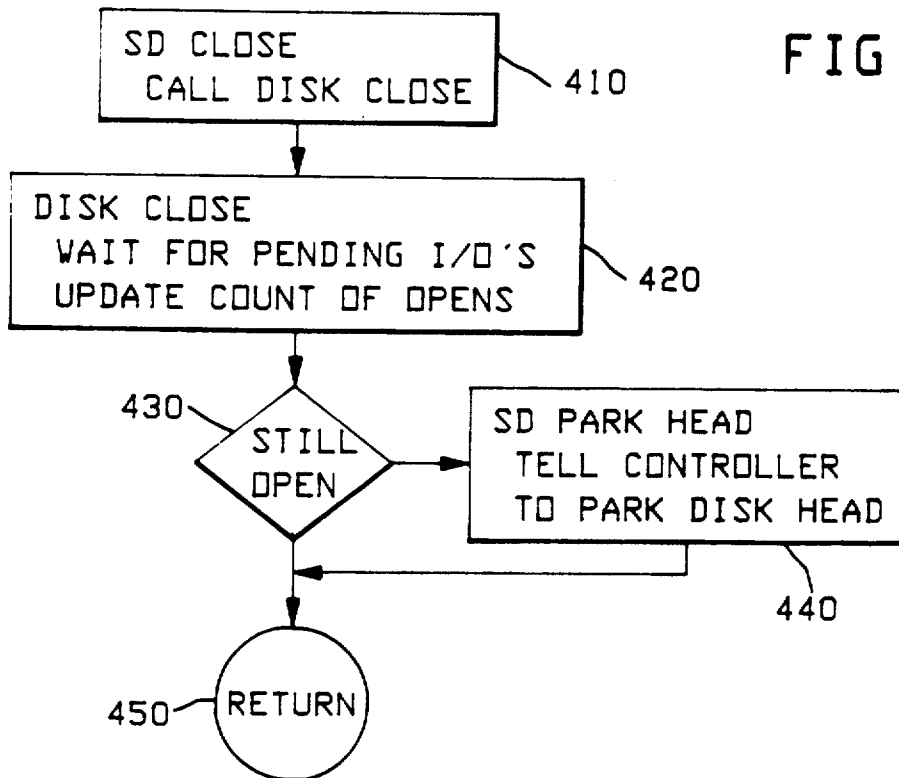 FIG
SD CLOSE
CALL DISK CLOSE
410
DISK CLOSE
WAIT FOR PENDING I/O'S
UPDATE COUNT OF OPENS
420
430
STILL
OPEN
SD PARK HEAD
TELL CONTROLLER
TO PARK DISK HEAD
440
450
RETURN